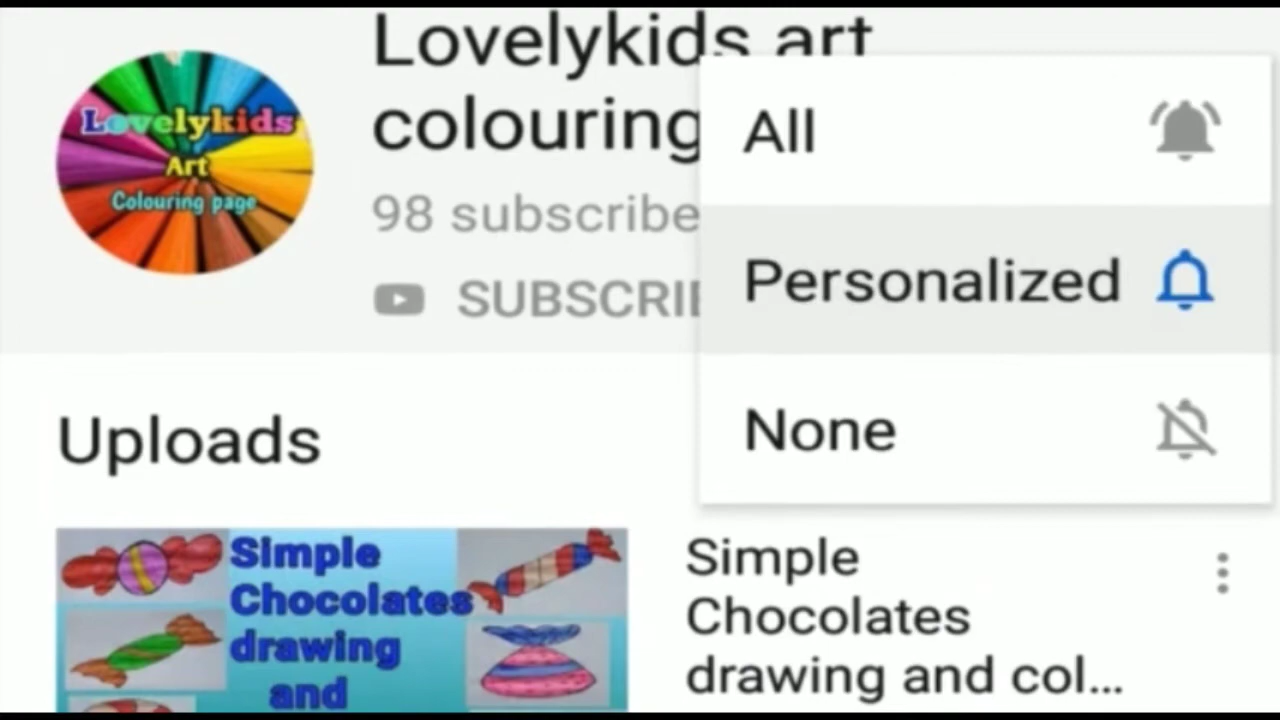 Lovelykids art
colouring
98 subscribe
SUBSCRI
All
Personalized
None
Lovelykids
Art
Colouring page
Uploads
Simple
Chocolates
drawing
and
Simple
Chocolates
drawing and col...